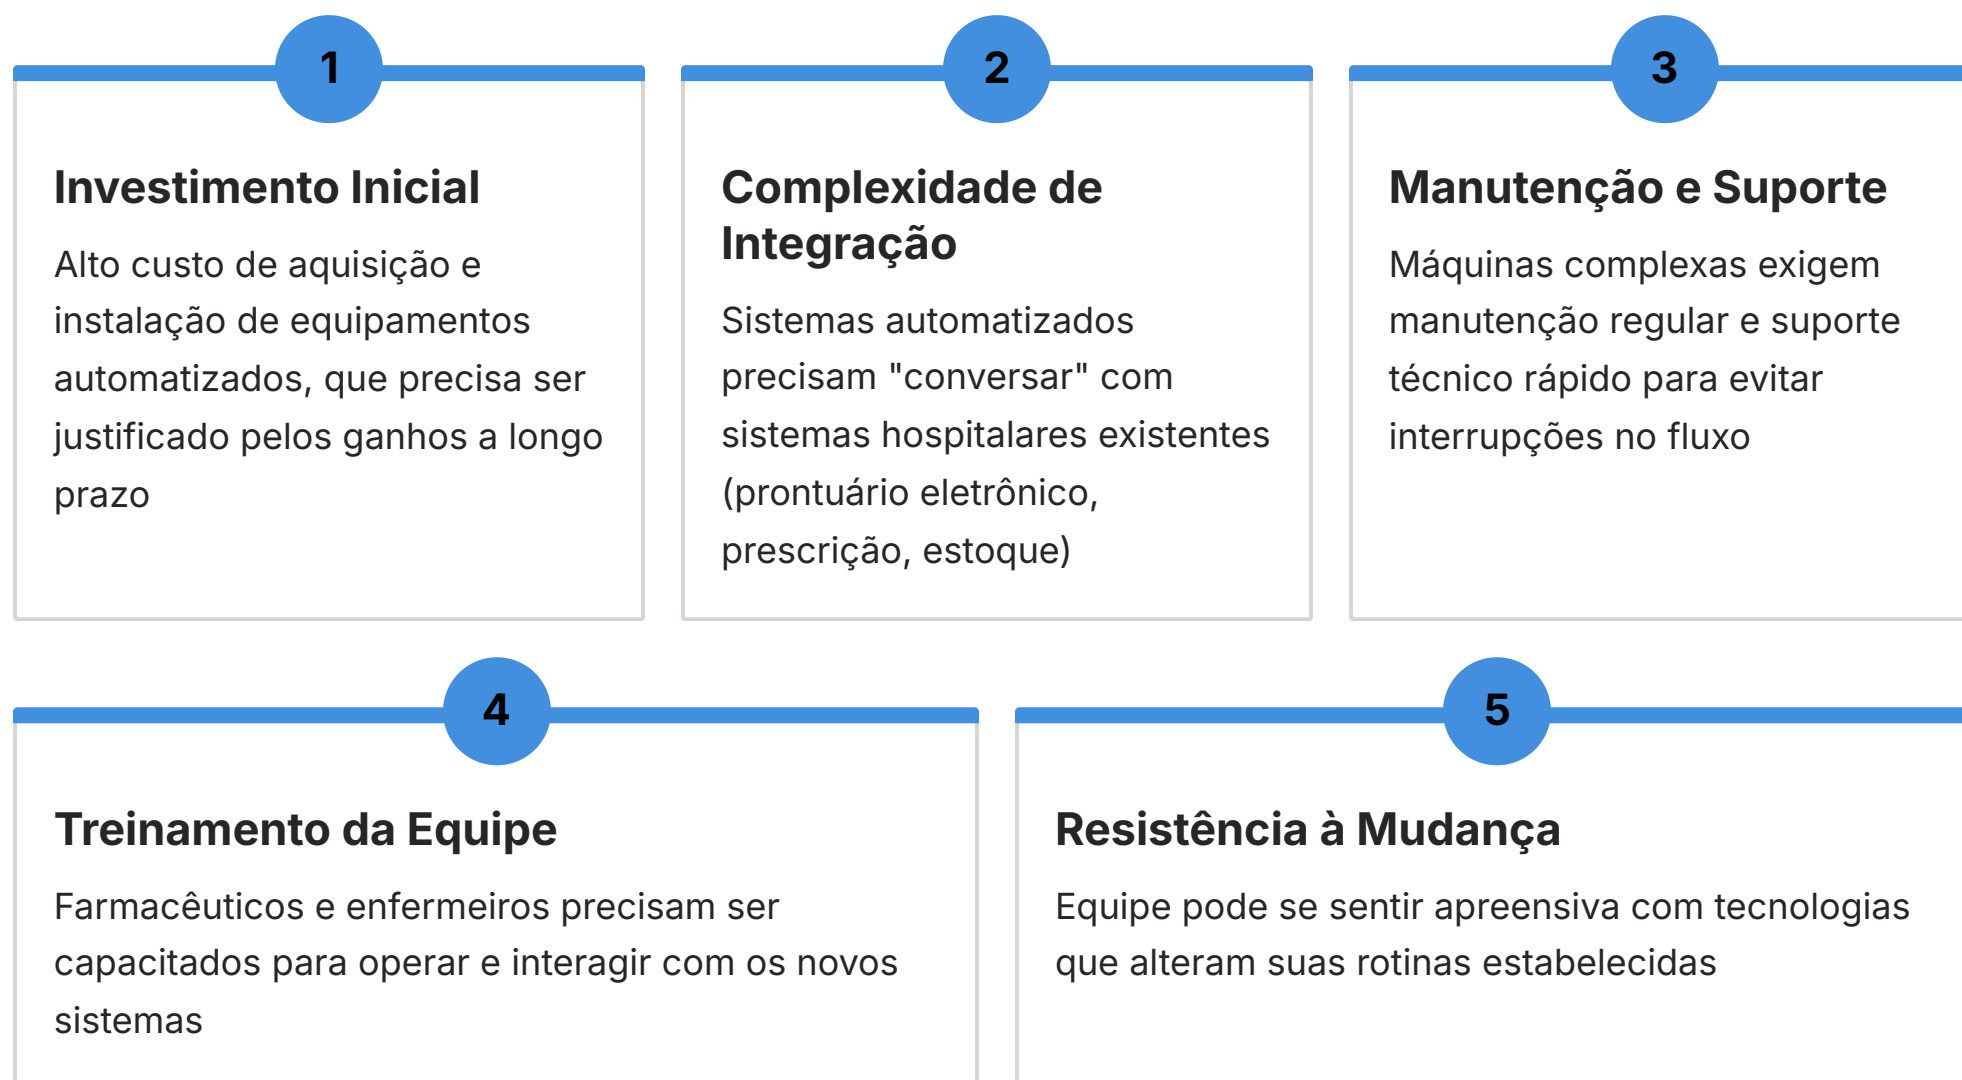 1
Investimento Inicial
Alto custo de aquisição e
instalação de equipamentos
automatizados, que precisa ser
justificado pelos ganhos a longo
prazo
2
Complexidade de
Integração
Sistemas automatizados
precisam "conversar" com
sistemas hospitalares existentes
(prontuário eletrônico,
prescrição, estoque)
3
Manutenção e Suporte
Máquinas complexas exigem
manutenção regular e suporte
técnico rápido para evitar
interrupções no fluxo
4
Treinamento da Equipe
Farmacêuticos e enfermeiros precisam ser
capacitados para operar e interagir com os novos
sistemas
5
Resistência à Mudança
Equipe pode se sentir apreensiva com tecnologias
que alteram suas rotinas estabelecidas